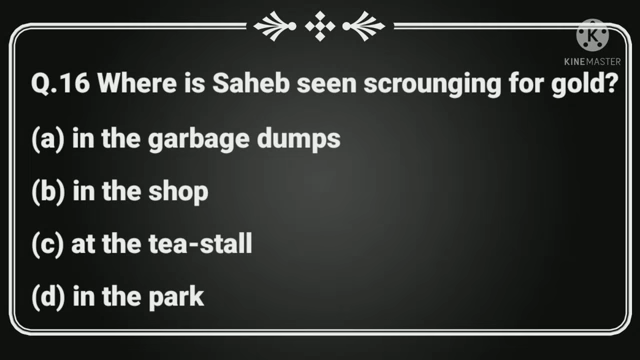 K
KINEMASTER
Q.16 Where is Saheb seen scrounging for gold?
(a) in the garbage dumps
(b) in the shop
(c) at the tea-stall
(d) in the park